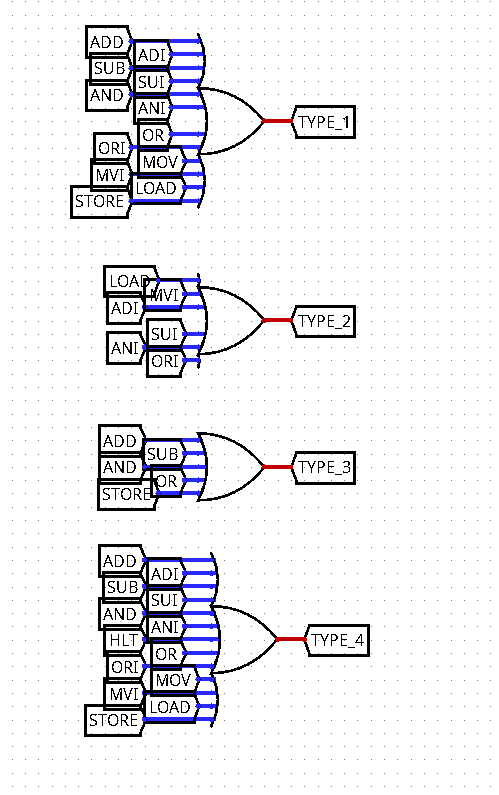 ADD
ADI
SUB
SUI
AND
ANI
TYPE_1
OR
ORI
MOV
MVI
LOAD
STORE
LOAD
MVI
ADI
TYPE_2
SUI
ANI
ORI
ADD
SUB
AND
TYPE_3
OR
STORE
ADD
ADI
SUB
SUI
AND
ANI
HLT
TYPE_4
OR
ORI
MOV
MVI
LOAD
STORE